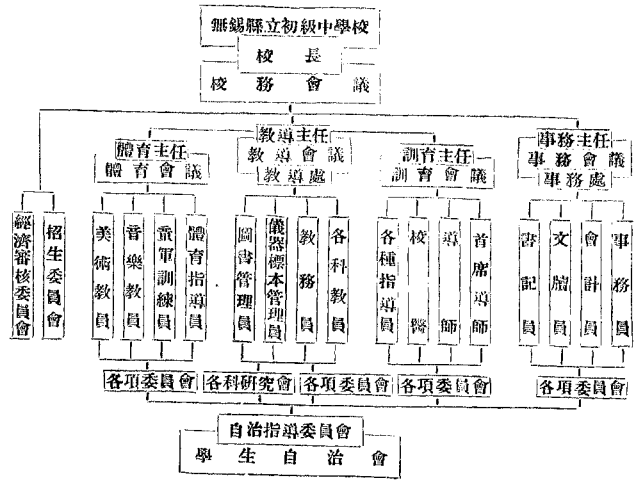 無錫縣立初級中學校
校長
校務會議
教導主任
教導會議
教導處
體育主任
體育會議
訓育主任
訓育會議
事務主任
事務會議
事務處
經濟審核委員會
招生委員會
美術教員
音樂教員
童軍訓練員
體育指導員
圖書管理員
儀器標本管理員
教務員
各科教員
各種指導員
校醫
導師
首席導師
書記員
文牘員
會計員
事務員
各項委員會
各科研究會
各項委員會
各項委員會
各項委員會
自治指導委員會
學生自治會